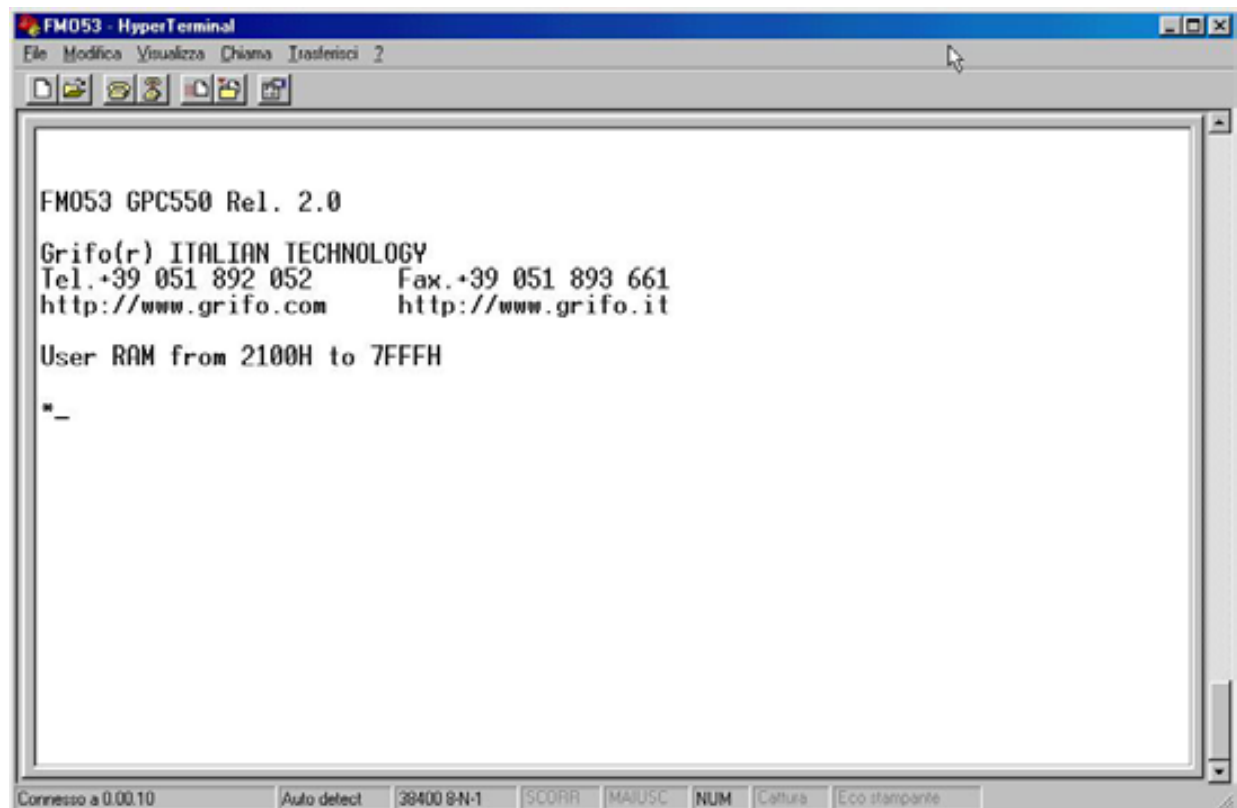 FMO53 - HyperTerminal
File Modifica Visualizza Chiama Trasferisci ?
FMO53 GPC550 Rel. 2.0
Grifo(r) ITALIAN TECHNOLOGY
Tel.+39 051 892 052 Fax.+39 051 893 661
http://www.grifo.com http://www.grifo.it
User RAM from 2100H to 7FFFH
*_
Connesso a 0.00.10 Auto detect 38400 8-N-1 SCORR MAIUSC NUM Cattura Eco stampante